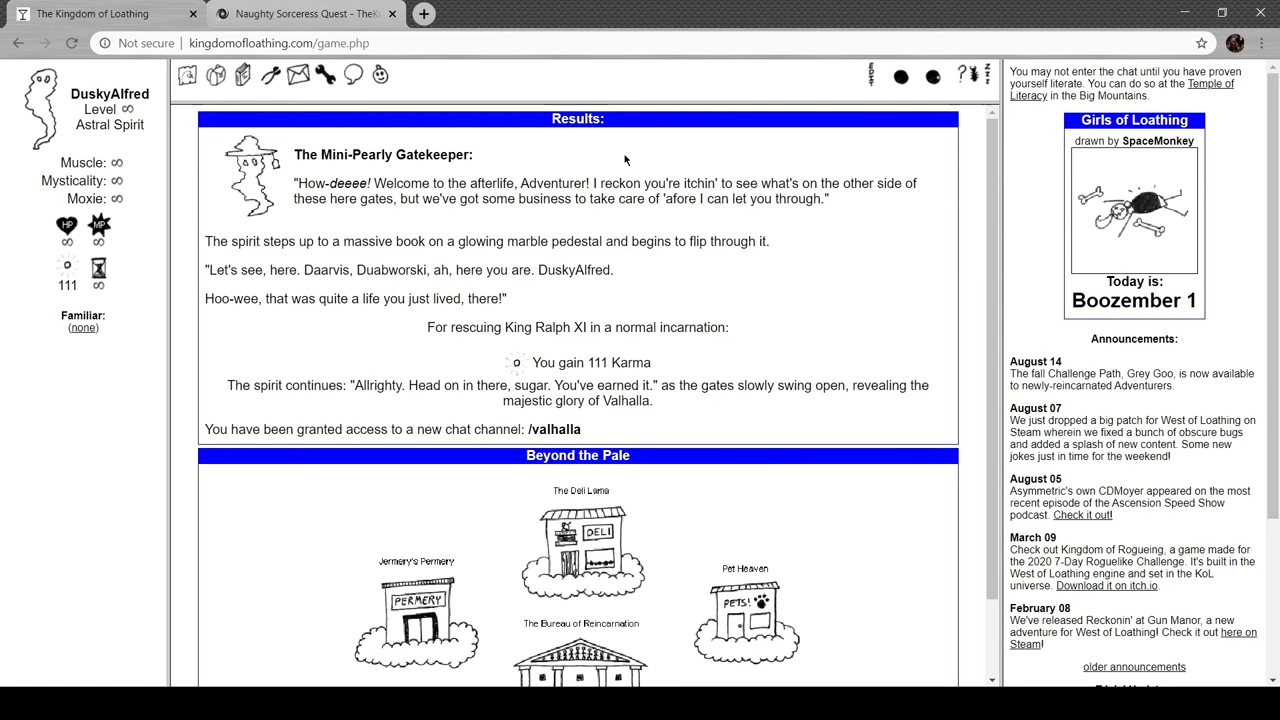 The Kingdom of Loathing
Naughty Sorceress Quest - TheKi
Not secure
kingdomofloathing.com/game.php
DuskyAlfred
Level ∞
Astral Spirit
Muscle: ∞
Mysticality: ∞
Moxie: ∞
HP
MP
∞
∞
111
∞
Familiar:
(none)
EDIT
?
ZZZ
Results:
The Mini-Pearly Gatekeeper:
"How-deeee! Welcome to the afterlife, Adventurer! I reckon you're itchin' to see what's on the other side of
these here gates, but we've got some business to take care of 'afore I can let you through."
The spirit steps up to a massive book on a glowing marble pedestal and begins to flip through it.
"Let's see, here. Daarvis, Duabworski, ah, here you are. DuskyAlfred.
Hoo-wee, that was quite a life you just lived, there!"
For rescuing King Ralph XI in a normal incarnation:
You gain 111 Karma
The spirit continues: "Allrighty. Head on in there, sugar. You've earned it." as the gates slowly swing open, revealing the
majestic glory of Valhalla.
You have been granted access to a new chat channel: /valhalla
Beyond the Pale
The Deli Lama
DELI
Jermery's Permery
PERMERY
Pet Heaven
PETS!
The Bureau of Reincarnation
You may not enter the chat until you have proven
yourself literate. You can do so at the Temple of
Literacy in the Big Mountains.
Girls of Loathing
drawn by SpaceMonkey
Today is:
Boozember 1
Announcements:
August 14
The fall Challenge Path, Grey Goo, is now available
to newly-reincarnated Adventurers.
August 07
We just dropped a big patch for West of Loathing on
Steam wherein we fixed a bunch of obscure bugs
and added a splash of new content. Some new
jokes just in time for the weekend!
August 05
Asymmetric's own CDMoyer appeared on the most
recent episode of the Ascension Speed Show
podcast. Check it out!
March 09
Check out Kingdom of Rogueing, a game made for
the 2020 7-Day Roguelike Challenge. It's built in the
West of Loathing engine and set in the KoL
universe. Download it on itch.io.
February 08
We've released Reckonin' at Gun Manor, a new
adventure for West of Loathing! Check it out here on
Steam!
older announcements